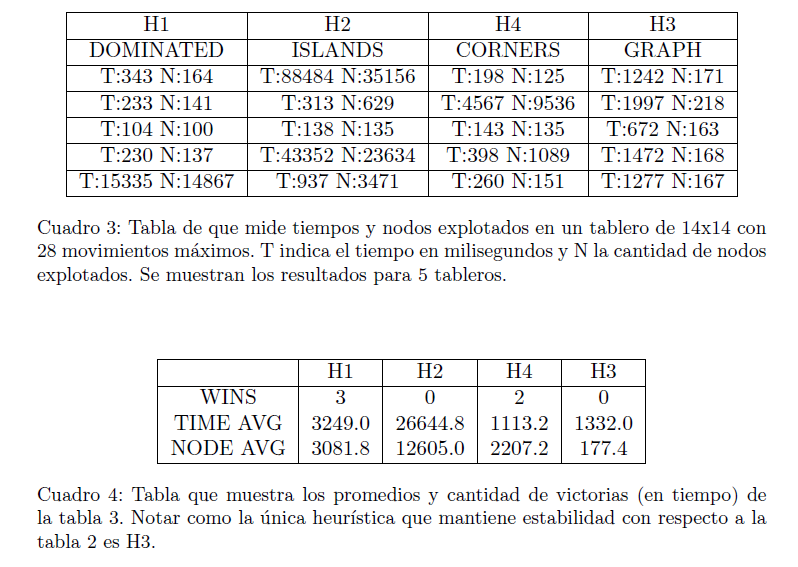 H1 H2 H4 H3
DOMINATED ISLANDS CORNERS GRAPH
T:343 N:164 T:88484 N:35156 T:198 N:125 T:1242 N:171
T:233 N:141 T:313 N:629 T:4567 N:9536 T:1997 N:218
T:104 N:100 T:138 N:135 T:143 N:135 T:672 N:163
T:230 N:137 T:43352 N:23634 T:398 N:1089 T:1472 N:168
T:15335 N:14867 T:937 N:3471 T:260 N:151 T:1277 N:167
Cuadro 3: Tabla de que mide tiempos y nodos explotados en un tablero de 14x14 con
28 movimientos máximos. T indica el tiempo en milisegundos y N la cantidad de nodos
explotados. Se muestran los resultados para 5 tableros.
H1 H2 H4 H3
WINS 3 0 2 0
TIME AVG 3249.0 26644.8 1113.2 1332.0
NODE AVG 3081.8 12605.0 2207.2 177.4
Cuadro 4: Tabla que muestra los promedios y cantidad de victorias (en tiempo) de
la tabla 3. Notar como la única heurística que mantiene estabilidad con respecto a la
tabla 2 es H3.